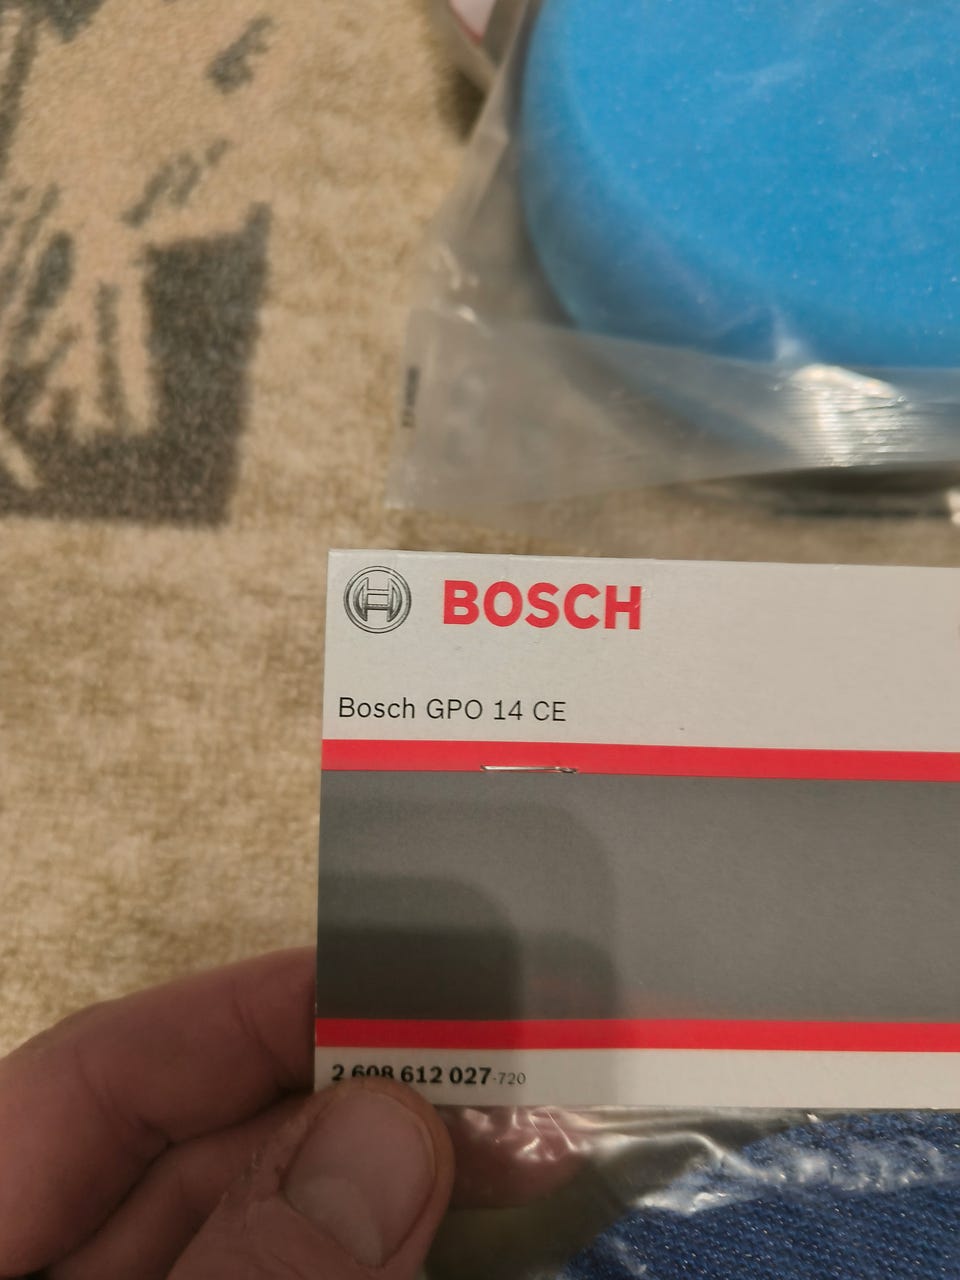 BOSCH
Bosch GPO 14 CE
2 608 612 027-720